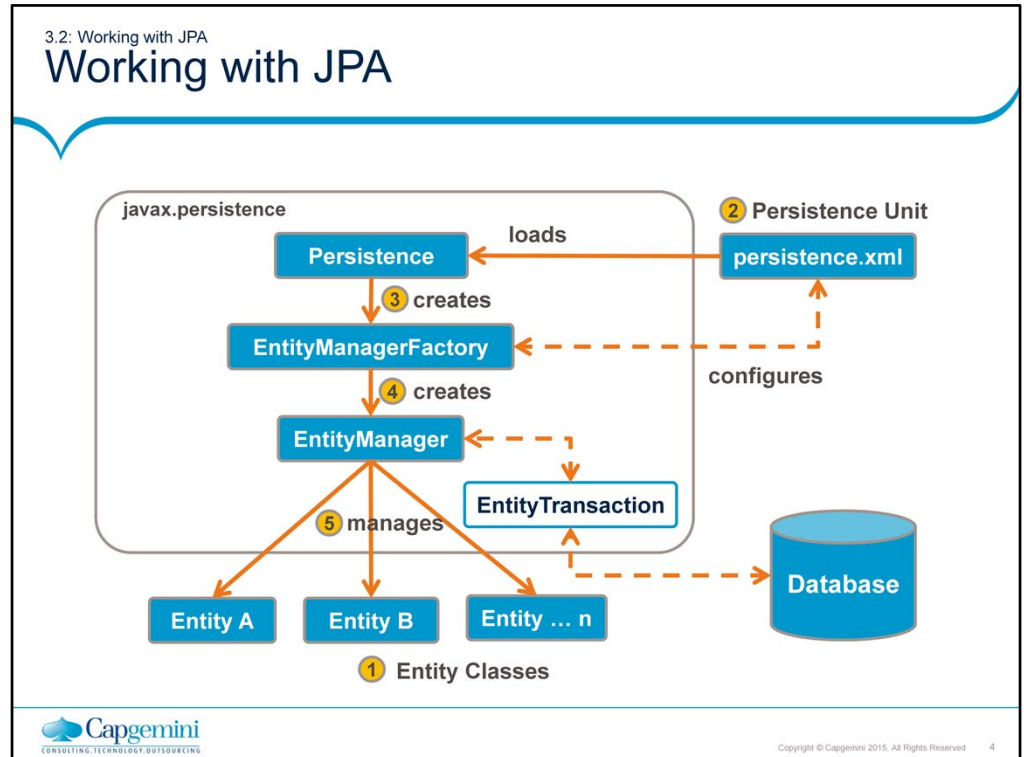 3.2: Working with JPA
Working with JPA
javax.persistence
2 Persistence Unit
loads
Persistence
persistence.xml
3 creates
EntityManagerFactory
configures
4 creates
EntityManager
EntityTransaction
5 manages
Database
Entity A
Entity B
Entity ... n
1 Entity Classes
Capgemini
CONSULTING.TECHNOLOGY.OUTSOURCING
Copyright © Capgemini 2015. All Rights Reserved 4